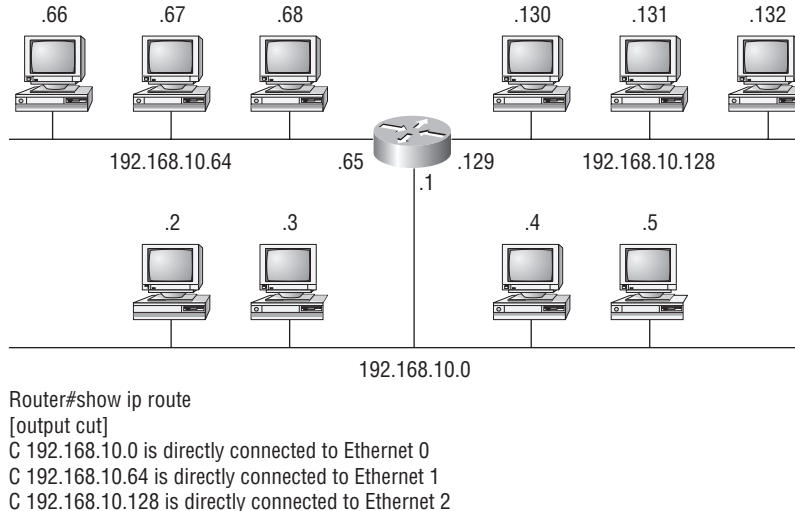 .66 .67 .68 .130 .131 .132
192.168.10.64 .65 .129 192.168.10.128
.1
.2 .3 .4 .5
192.168.10.0
Router#show ip route
[output cut]
C 192.168.10.0 is directly connected to Ethernet 0
C 192.168.10.64 is directly connected to Ethernet 1
C 192.168.10.128 is directly connected to Ethernet 2